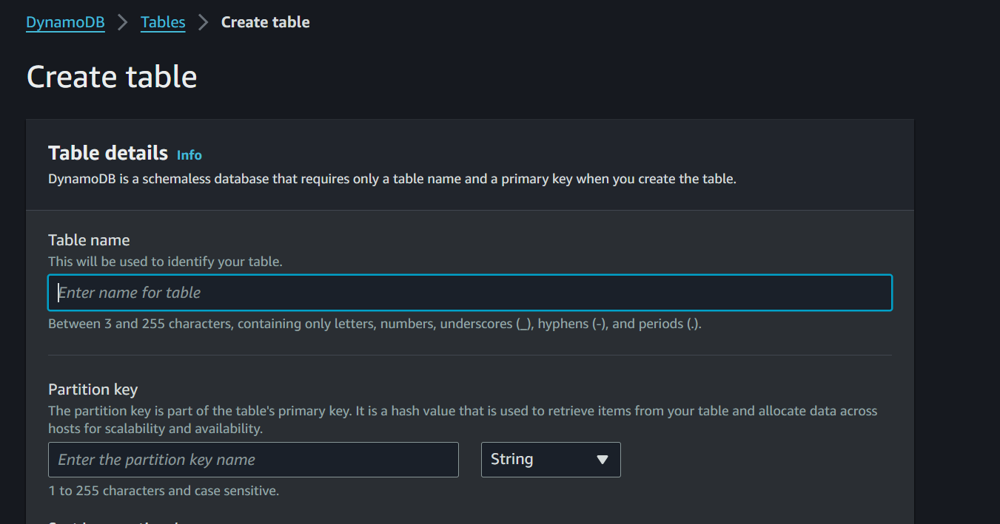 DynamoDB > Tables > Create table
Create table
Table details Info
DynamoDB is a schemaless database that requires only a table name and a primary key when you create the table.
Table name
This will be used to identify your table.
Enter name for table
Between 3 and 255 characters, containing only letters, numbers, underscores (_), hyphens (-), and periods (.).
Partition key
The partition key is part of the table's primary key. It is a hash value that is used to retrieve items from your table and allocate data across
hosts for scalability and availability.
Enter the partition key name String
1 to 255 characters and case sensitive.